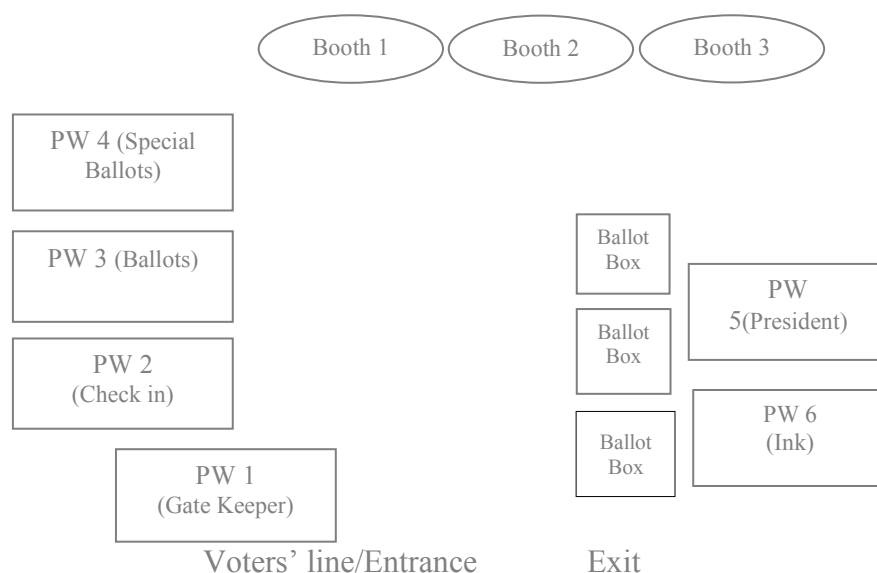 Booth 1
Booth 2
Booth 3
PW 4 (Special
Ballots)
PW 3 (Ballots)
PW 2
(Check in)
PW 1
(Gate Keeper)
Ballot
Box
Ballot
Box
Ballot
Box
PW
5(President)
PW 6
(Ink)
Voters’ line/Entrance
Exit